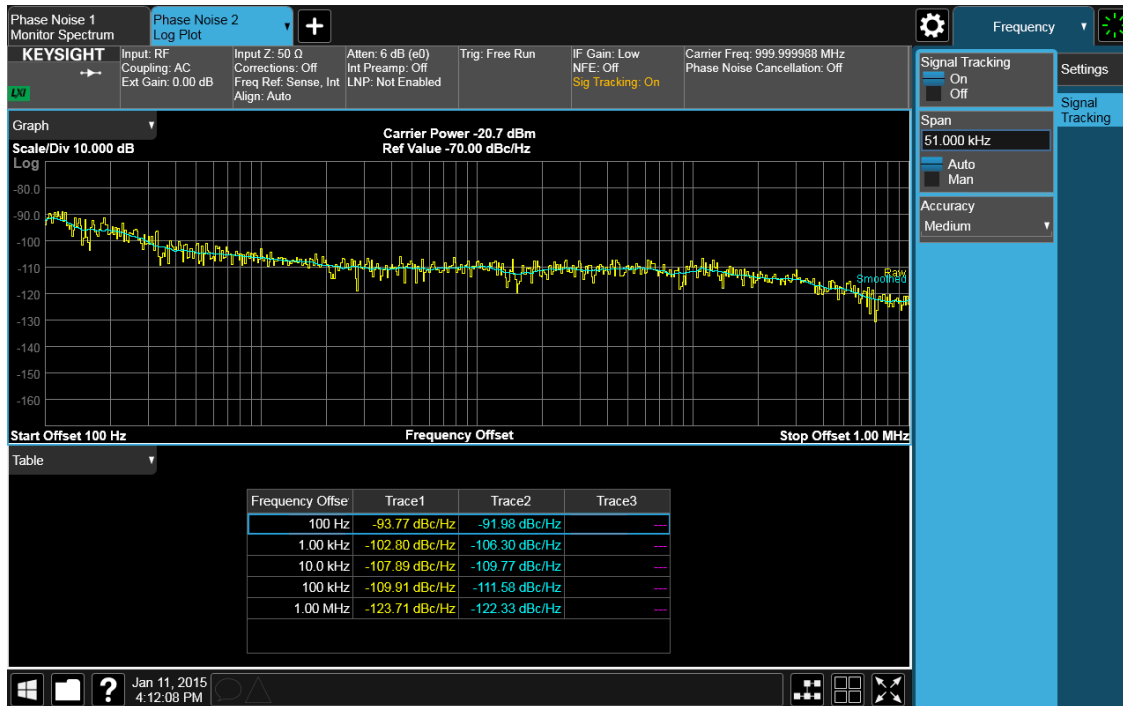 Phase Noise 1
Monitor Spectrum
Phase Noise 2
Log Plot
Frequency
KEYSIGHT
LXI
Input: RF
Coupling: AC
Ext Gain: 0.00 dB
Input Z: 50 Ω
Corrections: Off
Freq Ref: Sense, Int
Align: Auto
Atten: 6 dB (e0)
Int Preamp: Off
LNP: Not Enabled
Trig: Free Run
IF Gain: Low
NFE: Off
Sig Tracking: On
Carrier Freq: 999.999988 MHz
Phase Noise Cancellation: Off
Graph
Scale/Div 10.000 dB
Log
Carrier Power -20.7 dBm
Ref Value -70.00 dBc/Hz
-80.0
-90.0
-100
-110
-120
-130
-140
-150
-160
Raw
Smoothed
Start Offset 100 Hz
Frequency Offset
Stop Offset 1.00 MHz
Table
Frequency Offse Trace1 Trace2 Trace3
100 Hz -93.77 dBc/Hz -91.98 dBc/Hz ---
1.00 kHz -102.80 dBc/Hz -106.30 dBc/Hz ---
10.0 kHz -107.89 dBc/Hz -109.77 dBc/Hz ---
100 kHz -109.91 dBc/Hz -111.58 dBc/Hz ---
1.00 MHz -123.71 dBc/Hz -122.33 dBc/Hz ---
Signal Tracking
On
Off
Span
51.000 kHz
Auto
Man
Accuracy
Medium
Settings
Signal
Tracking
?
Jan 11, 2015
4:12:08 PM